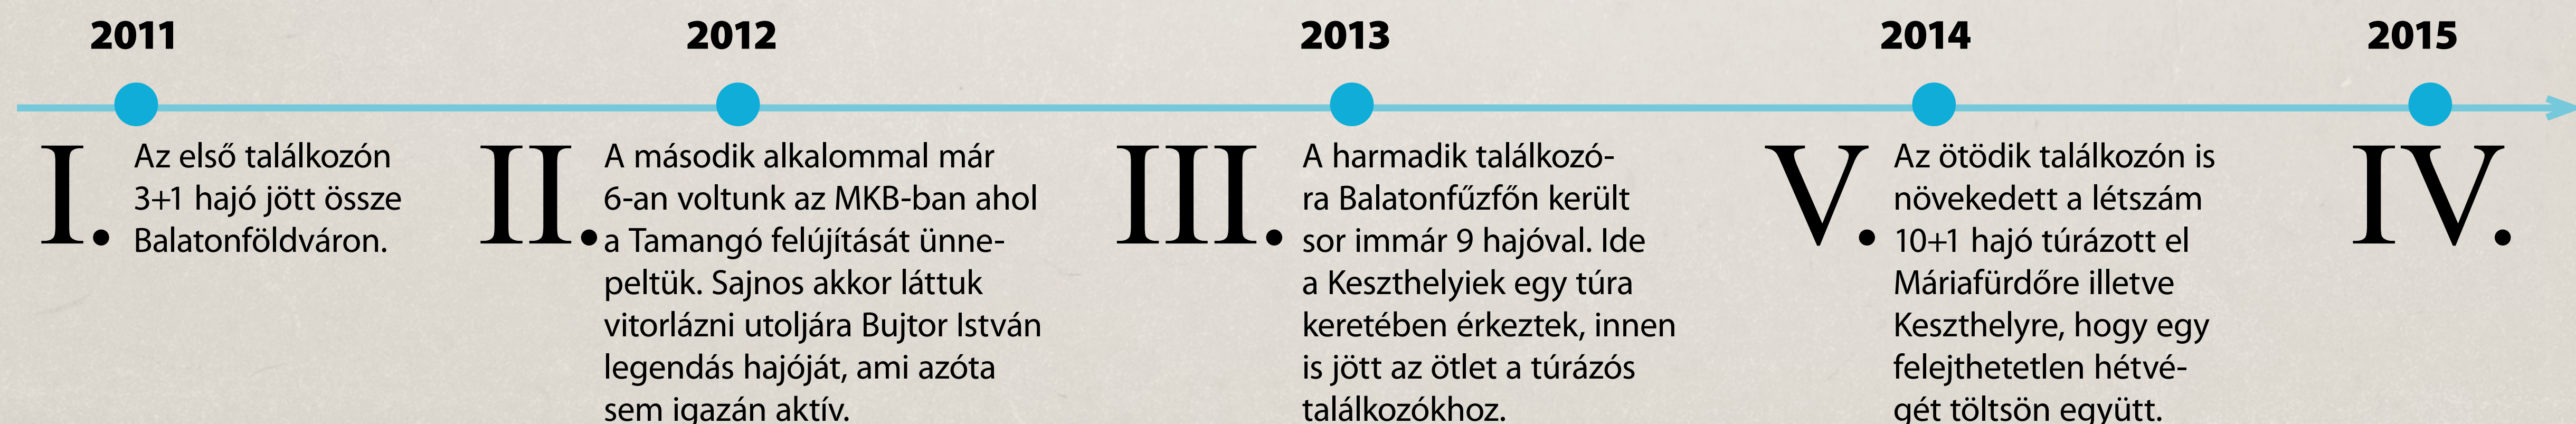 2011
2012
2013
2014
2015
I.
Az első találkozón
3+1 hajó jött össze
Balatonföldváron.
II.
A második alkalommal már
6-an voltunk az MKB-ban ahol
a Tamangó felújítását ünne-
peltük. Sajnos akkor láttuk
vitorlázni utoljára Bujtor István
legendás hajóját, ami azóta
sem igazán aktív.
III.
A harmadik találkozó-
ra Balatonfűzfőn került
sor immár 9 hajóval. Ide
a Keszthelyiek egy túra
keretében érkeztek, innen
is jött az ötlet a túrázós
találkozókhoz.
V.
Az ötödik találkozón is
növekedett a létszám
10+1 hajó túrázott el
Máriafürdőre illetve
Keszthelyre, hogy egy
felejthetetlen hétvé-
gét töltsön együtt.
IV.